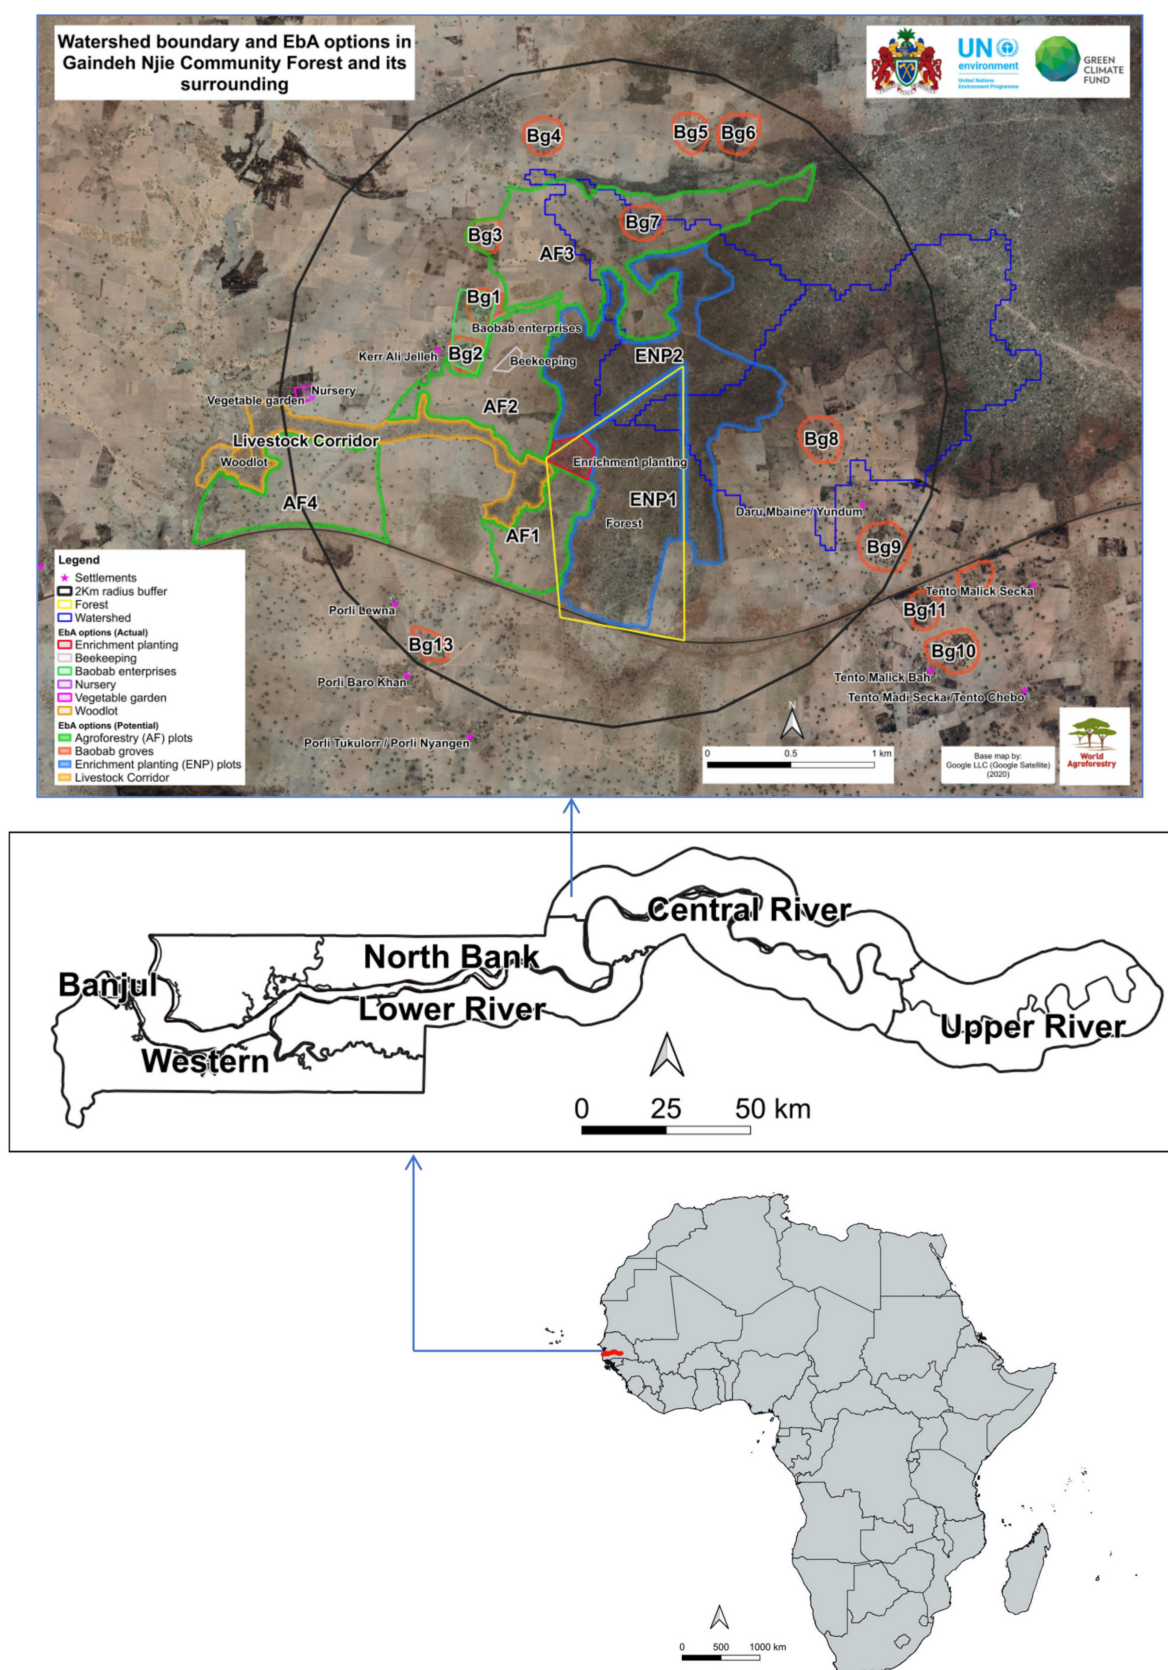 Watershed boundary and EbA options in
Gaindeh Njie Community Forest and its
surrounding
UN
environment
United Nations
Environment Programme
GREEN
CLIMATE
FUND
Bg4
Bg5
Bg6
Bg7
Bg3
AF3
Bg1
Baobab enterprises
Kerr Ali Jelleh
Bg2
Beekeeping
ENP2
Nursery
Vegetable garden
AF2
Livestock Corridor
Bg8
Woodlot
Enrichment planting
AF4
ENP1
Daru Mbaine / Yundum
Forest
AF1
Bg9
Tento Malick Secka
Bg11
Porli Lewna
Bg13
Bg10
Porli Baro Khan
Tento Malick Bah
Tento Madi Secka /Tento Chebo
Porli Tukulorr / Porli Nyangen
Legend
Settlements
2Km radius buffer
Forest
Watershed
EbA options (Actual)
Enrichment planting
Beekeeping
Baobab enterprises
Nursery
Vegetable garden
Woodlot
EbA options (Potential)
Agroforestry (AF) plots
Baobab groves
Enrichment planting (ENP) plots
Livestock Corridor
N
0 0.5 1 km
Base map by:
Google LLC (Google Satellite)
(2020)
World
Agroforestry
Central River
North Bank
Banjul
Lower River
Upper River
Western
0 25 50 km
0 500 1000 km